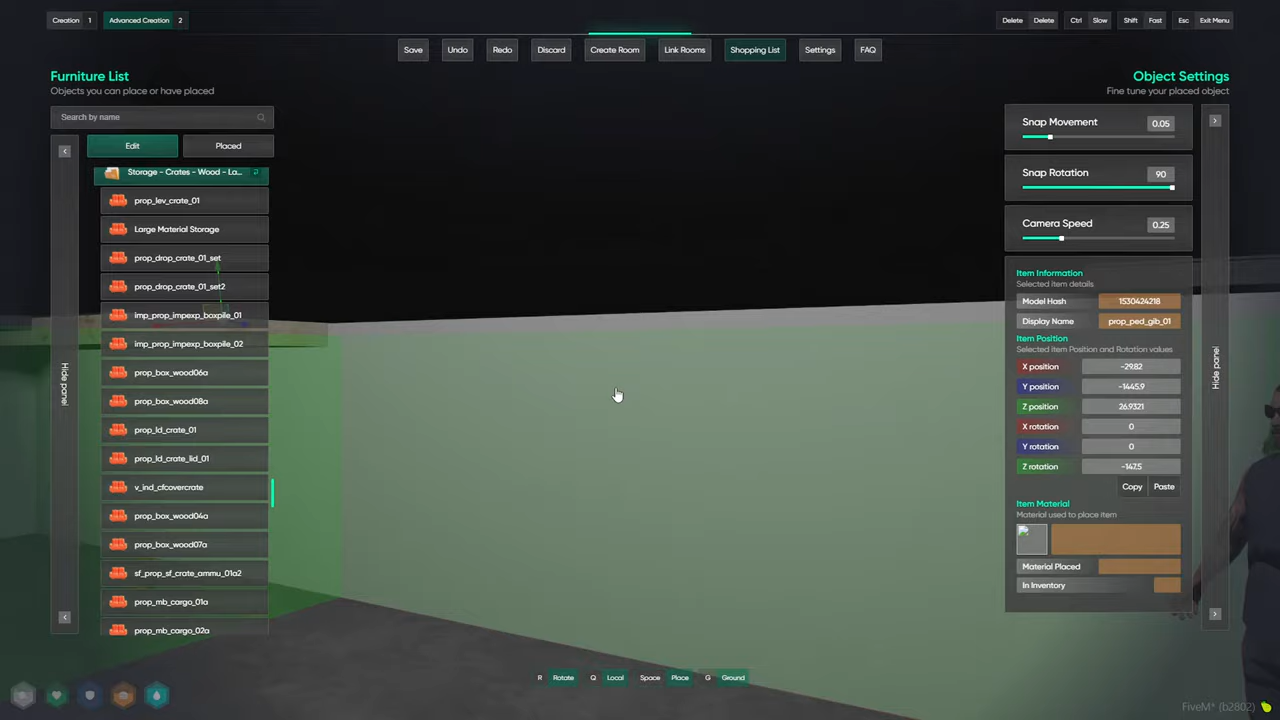 Creation 1 Advanced Creation 2
Delete Delete Ctrl Slow Shift Fast Esc Exit Menu
Save Undo Redo Discard Create Room Link Rooms Shopping List Settings FAQ
Furniture List
Objects you can place or have placed
Search by name
Edit Placed
Storage - Crates - Wood - La...
prop_lev_crate_01
Large Material Storage
prop_drop_crate_01_set
prop_drop_crate_01_set2
imp_prop_impexp_boxpile_01
imp_prop_impexp_boxpile_02
prop_box_wood06a
prop_box_wood08a
prop_ld_crate_01
prop_ld_crate_lid_01
v_ind_cfcovercrate
prop_box_wood04a
prop_box_wood07a
sf_prop_sf_crate_ammu_01a2
prop_mb_cargo_01a
prop_mb_cargo_02a
Hide panel
Object Settings
Fine tune your placed object
Snap Movement 0.05
Snap Rotation 90
Camera Speed 0.25
Item Information
Selected item details
Model Hash 1530424218
Display Name prop_ped_gib_01
Item Position
Selected item Position and Rotation values
X position -29.82
Y position -1445.9
Z position 26.9321
X rotation 0
Y rotation 0
Z rotation -147.5
Copy Paste
Item Material
Material used to place item
Material Placed
In Inventory
Hide panel
R Rotate Q Local Space Place G Ground
FiveM* (b2802)